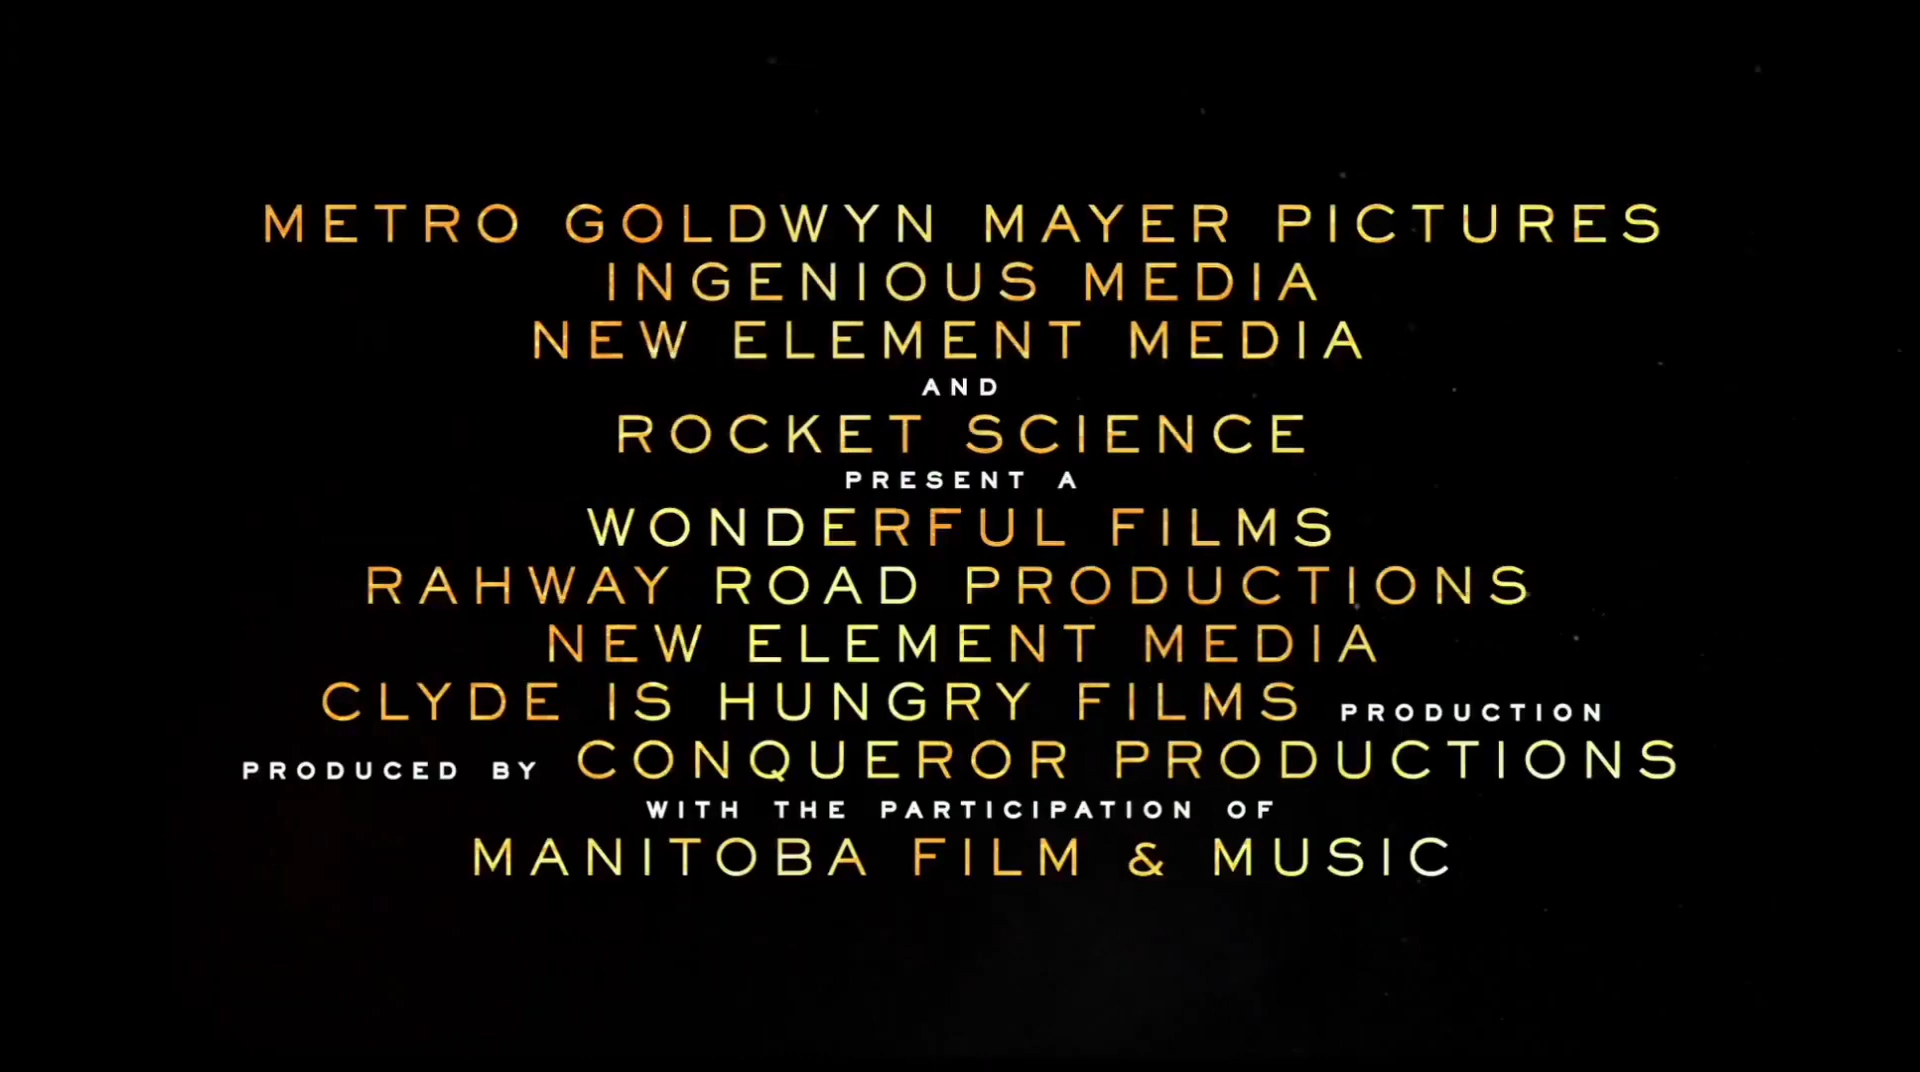 METRO GOLDWYN MAYER PICTURES
INGENIOUS MEDIA
NEW ELEMENT MEDIA
AND
ROCKET SCIENCE
PRESENT A
WONDERFUL FILMS
RAHWAY ROAD PRODUCTIONS
NEW ELEMENT MEDIA
CLYDE IS HUNGRY FILMS PRODUCTION
PRODUCED BY CONQUEROR PRODUCTIONS
WITH THE PARTICIPATION OF
MANITOBA FILM & MUSIC